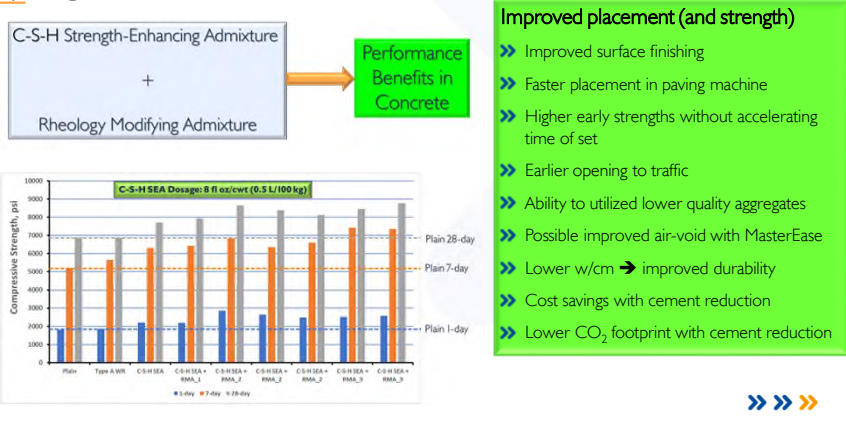 C-S-H Strength-Enhancing Admixture
+
Rheology Modifying Admixture
Performance
Benefits in
Concrete
C-S-H SEA Dosage: 8 fl oz/cwt (0.5 L/100 kg)
Compressive Strength, psi
10000
9000
8000
7000
6000
5000
4000
3000
2000
1000
0
Plain 28-day
Plain 7-day
Plain 1-day
Plain
Type A WR
C-S-H SEA
C-S-H SEA +
RMA_1
C-S-H SEA +
RMA_2
C-S-H SEA +
RMA_2
C-S-H SEA +
RMA_2
C-S-H SEA +
RMA_3
C-S-H SEA +
RMA_3
1-day 7-day 28-day
Improved placement (and strength)
Improved surface finishing
Faster placement in paving machine
Higher early strengths without accelerating
time of set
Earlier opening to traffic
Ability to utilized lower quality aggregates
Possible improved air-void with MasterEase
Lower w/cm ➔ improved durability
Cost savings with cement reduction
Lower CO₂ footprint with cement reduction